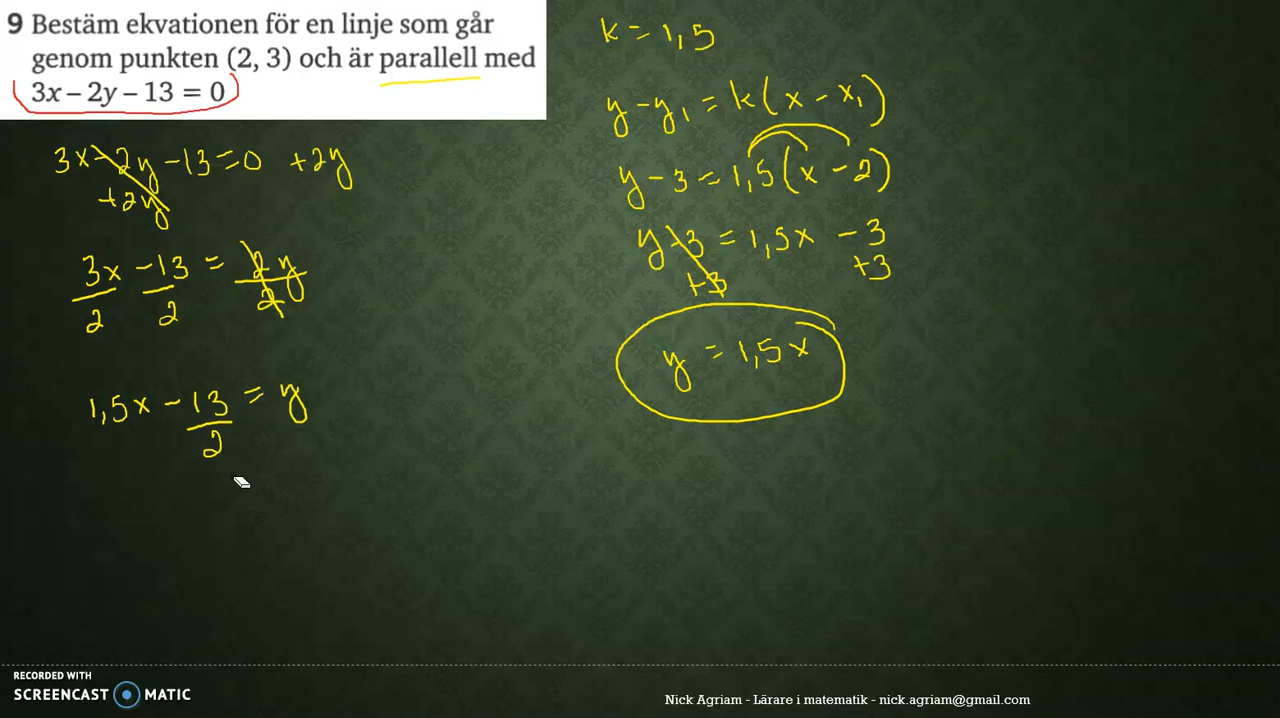 9 Bestäm ekvationen för en linje som går
genom punkten (2, 3) och är parallell med
3x – 2y – 13 = 0
3x - 2y - 13 = 0 +2y
+2y
3x - 13 = 2y
2 2 2
1,5x - 13 = y
2
k = 1,5
y - y₁ = k(x - x₁)
y - 3 = 1,5(x - 2)
y - 3 = 1,5x - 3
+3 +3
y = 1,5x
RECORDED WITH
SCREENCAST MATIC
Nick Agriam - Lärare i matematik - nick.agriam@gmail.com